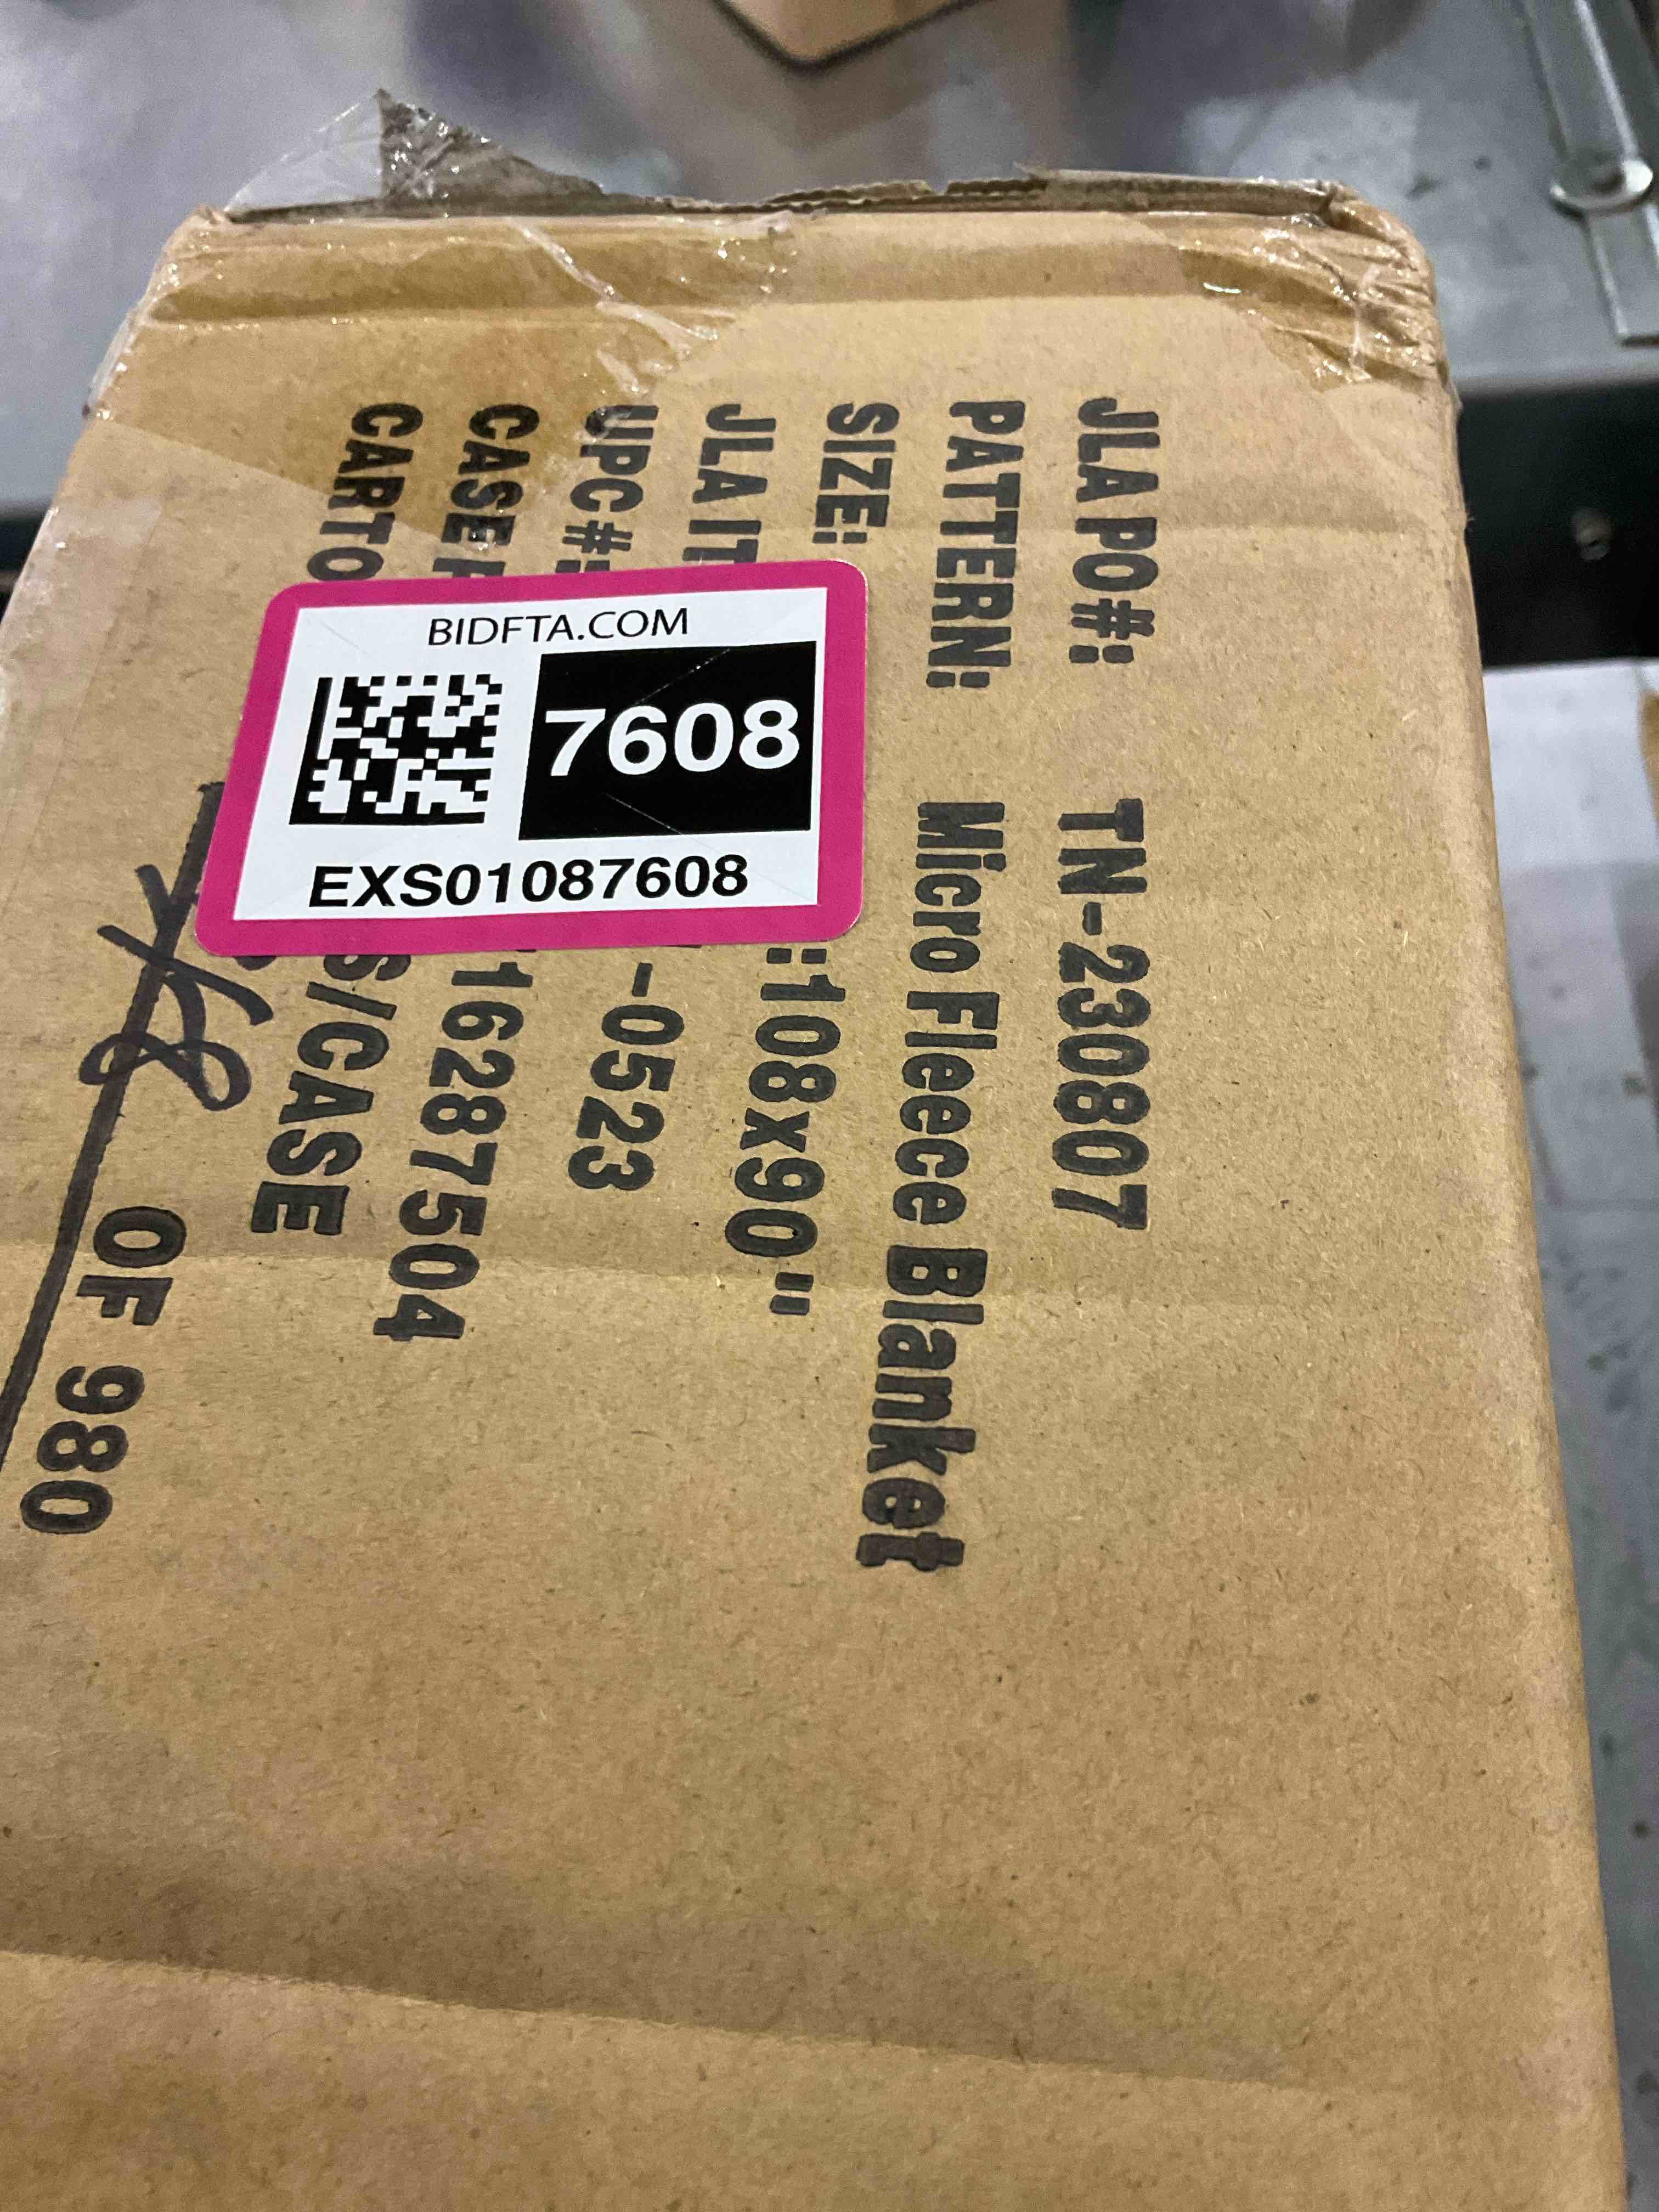 JLA PO#: TN-23807
PATTERN: Micro Fleece Blanket
SIZE: :108x90"
JLA IT -0523
UPC#: 16287504
CASE S/CASE
CARTO OF 980
BIDFTA.COM
7608
EXS01087608